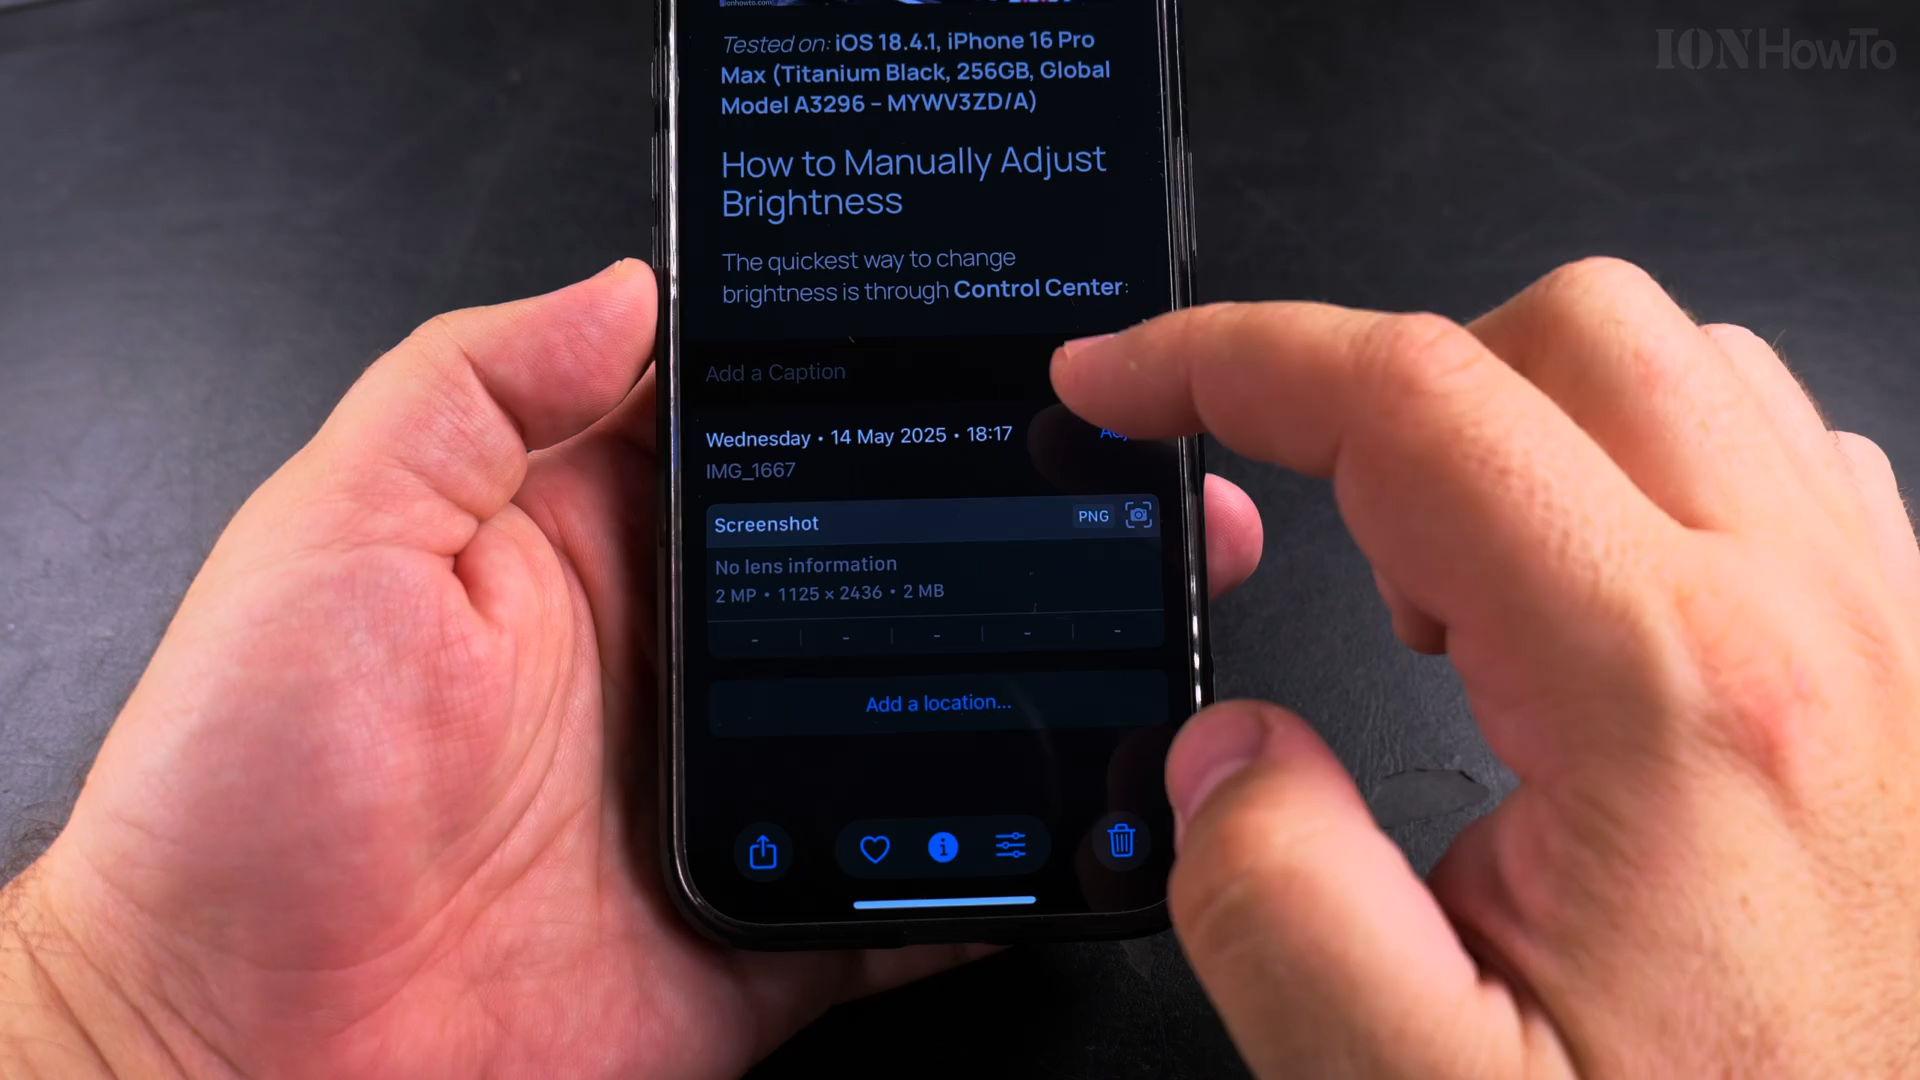 IONHowTo
ionhowto.com
Tested on: iOS 18.4.1, iPhone 16 Pro
Max (Titanium Black, 256GB, Global
Model A3296 – MYWV3ZD/A)
How to Manually Adjust
Brightness
The quickest way to change
brightness is through Control Center:
Add a Caption
Wednesday • 14 May 2025 • 18:17
IMG_1667
Screenshot PNG
No lens information
2 MP • 1125 × 2436 • 2 MB
- - - - -
Add a location...